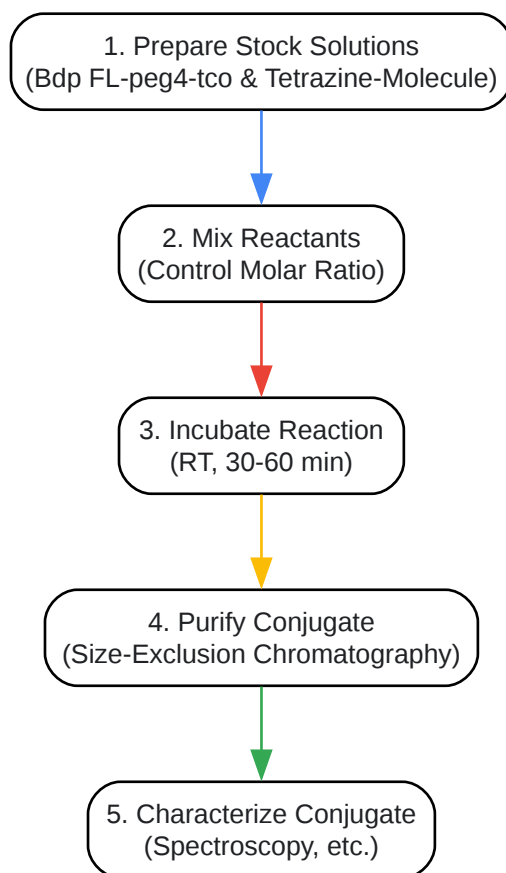 1. Prepare Stock Solutions
(Bdp FL-peg4-tco & Tetrazine-Molecule)
2. Mix Reactants
(Control Molar Ratio)
3. Incubate Reaction
(RT, 30-60 min)
4. Purify Conjugate
(Size-Exclusion Chromatography)
5. Characterize Conjugate
(Spectroscopy, etc.)